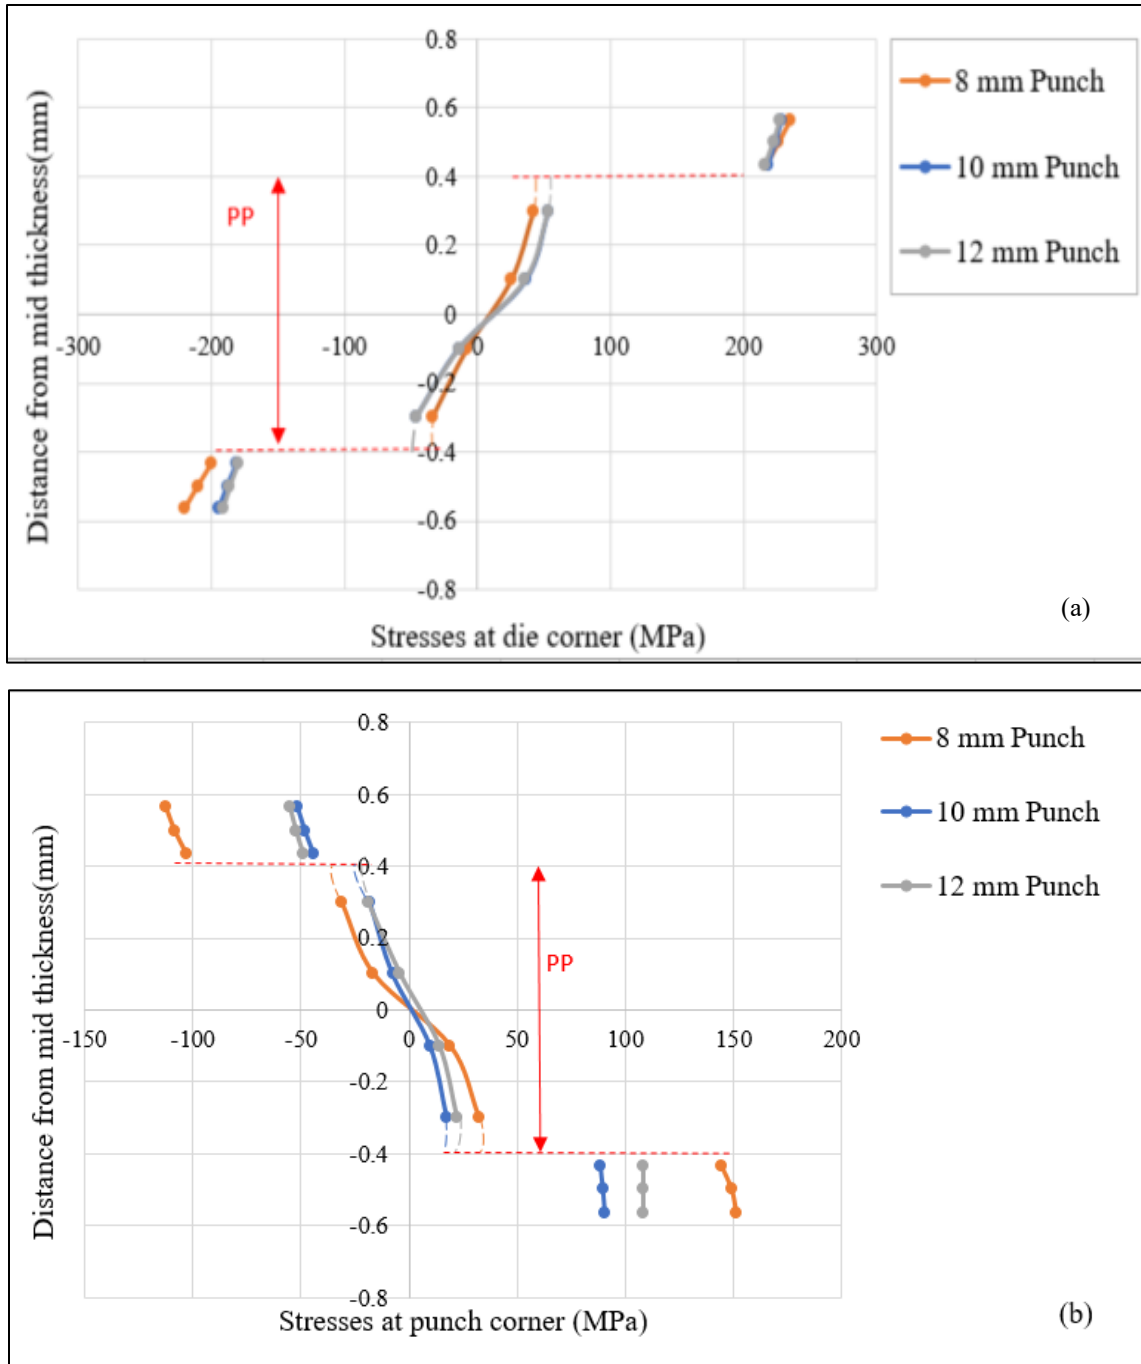 0.8
8 mm Punch
0.6
10 mm Punch
0.4
PP
0.2
12 mm Punch
0
-300 -200 -100 0 100 200 300
-0.2
-0.4
-0.6
-0.8
Distance from mid thickness(mm)
(a)
Stresses at die corner (MPa)
0.8
8 mm Punch
0.6
10 mm Punch
0.4
12 mm Punch
0.2
PP
0
-150 -100 -50 0 50 100 150 200
-0.2
-0.4
-0.6
-0.8
Distance from mid thickness(mm)
Stresses at punch corner (MPa)
(b)